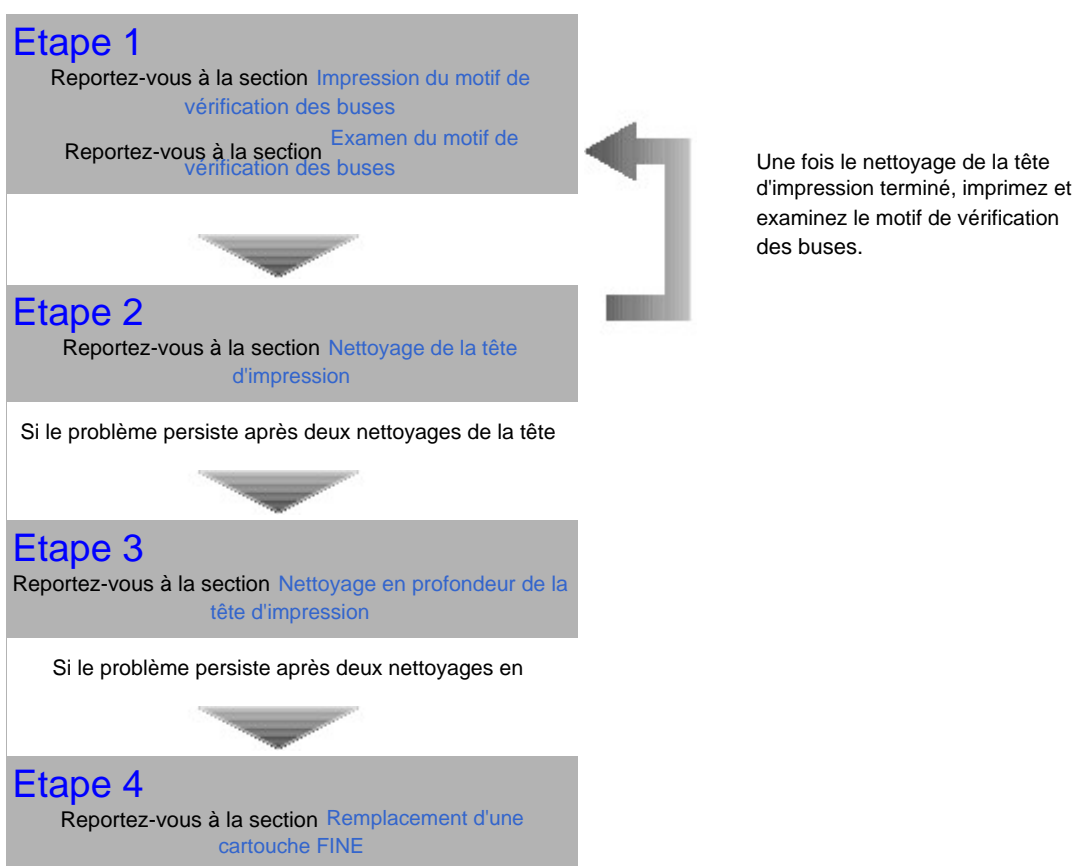 Etape 1
Reportez-vous à la section Impression du motif de
vérification des buses
Reportez-vous à la section Examen du motif de
vérification des buses
Une fois le nettoyage de la tête
d'impression terminé, imprimez et
examinez le motif de vérification
des buses.
Etape 2
Reportez-vous à la section Nettoyage de la tête
d'impression
Si le problème persiste après deux nettoyages de la tête
Etape 3
Reportez-vous à la section Nettoyage en profondeur de la
tête d'impression
Si le problème persiste après deux nettoyages en
Etape 4
Reportez-vous à la section Remplacement d'une
cartouche FINE